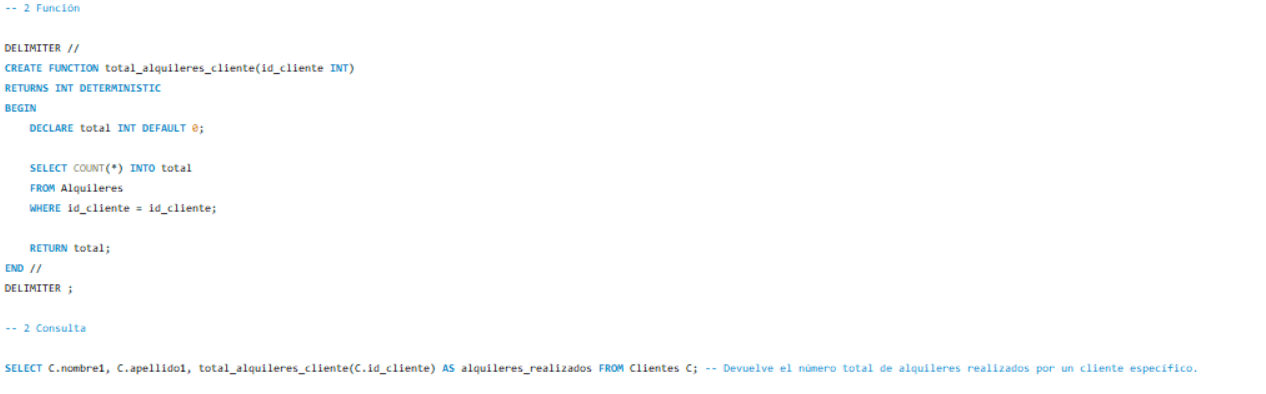 -- 2 Función
DELIMITER //
CREATE FUNCTION total_alquileres_cliente(id_cliente INT)
RETURNS INT DETERMINISTIC
BEGIN
    DECLARE total INT DEFAULT 0;
    SELECT COUNT(*) INTO total
    FROM Alquileres
    WHERE id_cliente = id_cliente;
    RETURN total;
END //
DELIMITER ;
-- 2 Consulta
SELECT C.nombre1, C.apellido1, total_alquileres_cliente(C.id_cliente) AS alquileres_realizados FROM Clientes C; -- Devuelve el número total de alquileres realizados por un cliente específico.